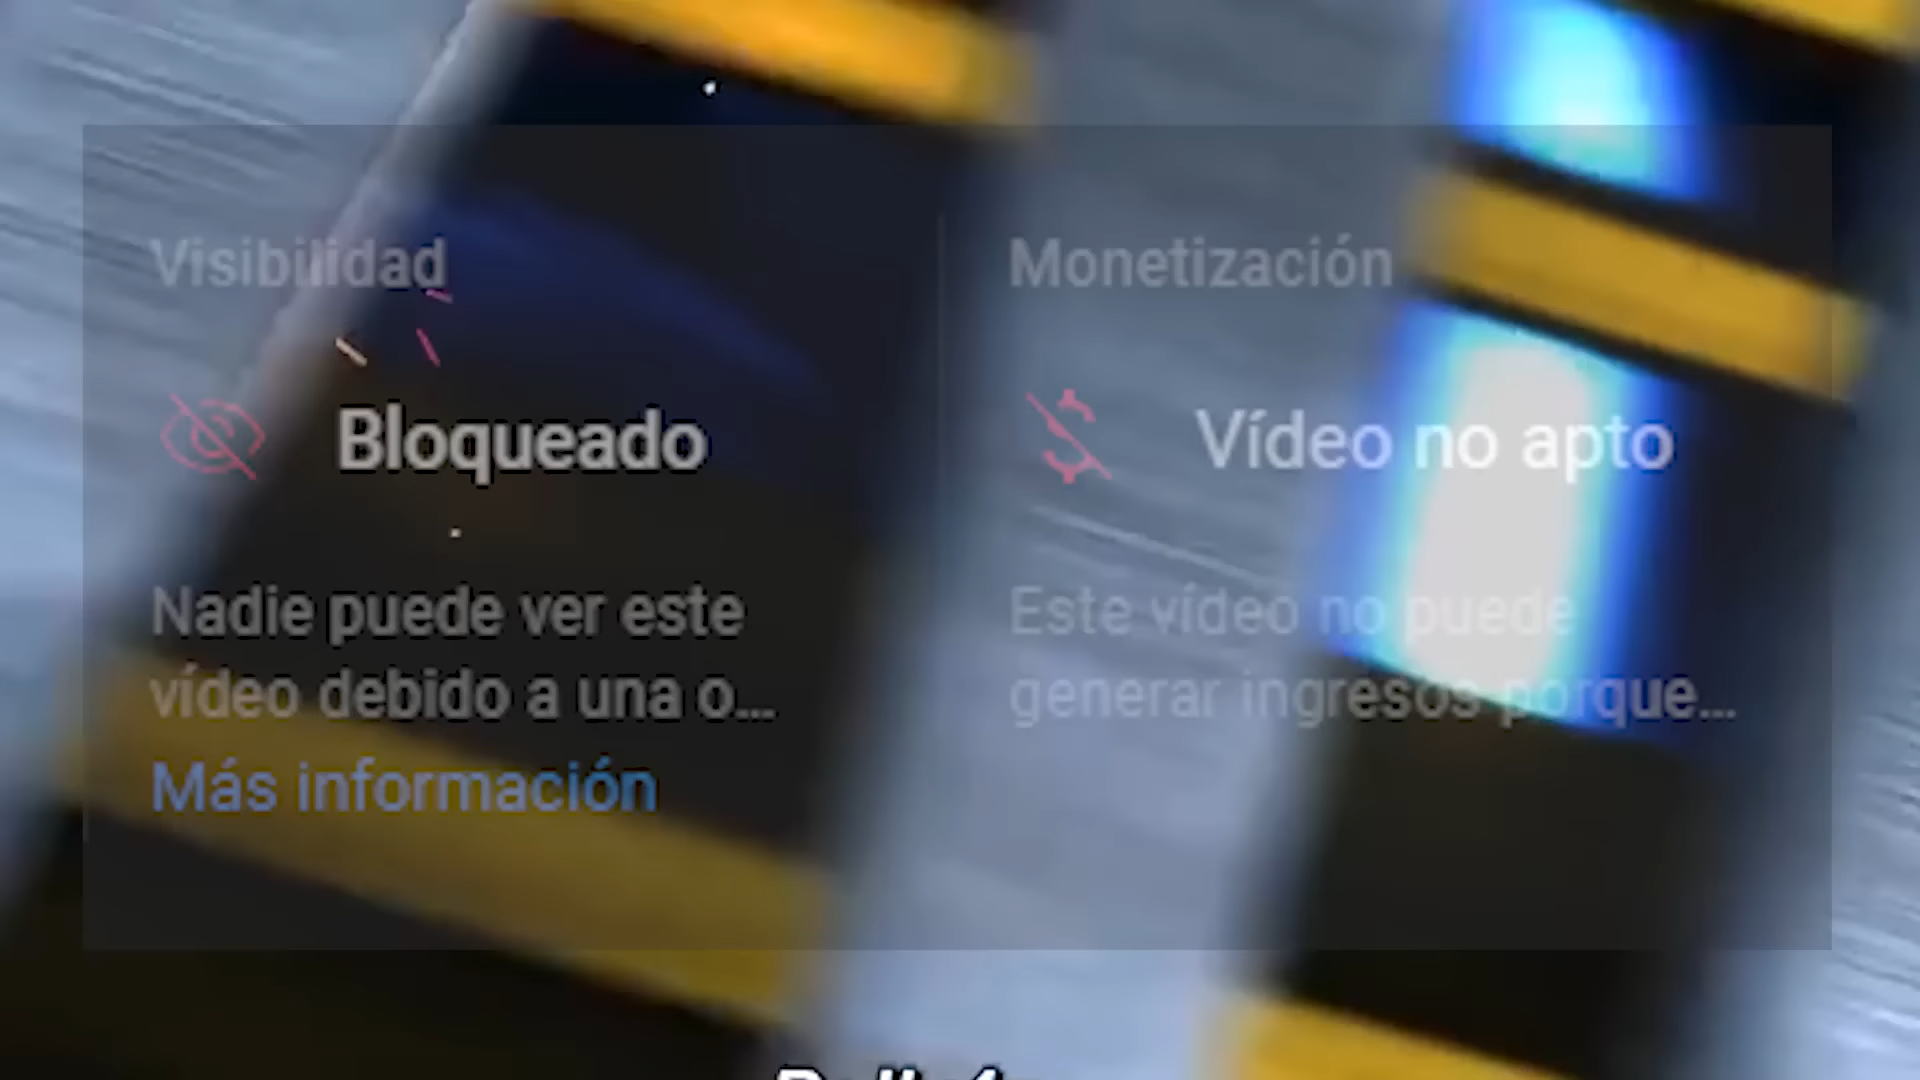 Visibilidad
Bloqueado
Nadie puede ver este
vídeo debido a una o...
Más información
Monetización
Vídeo no apto
Este vídeo no puede
generar ingresos porque...